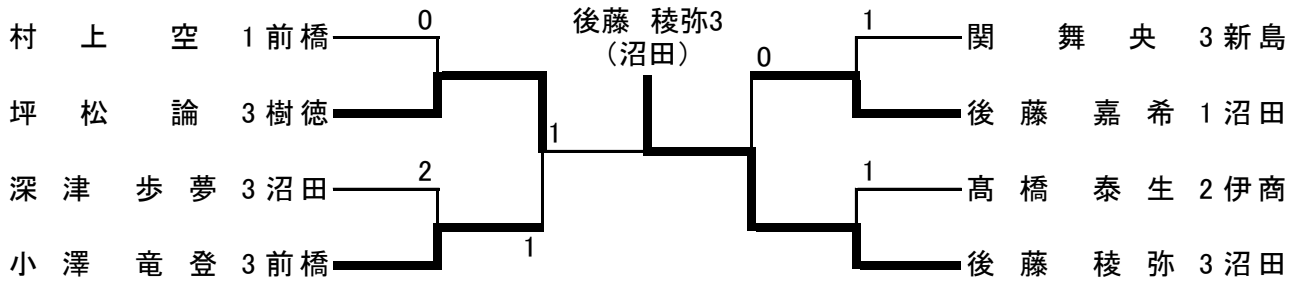 後藤 稜弥3
（沼田）
村上 空 1 前橋
0
坪松 論 3 樹徳
1
深津 歩夢 3 沼田
2
小澤 竜登 3 前橋
1
関 舞央 3 新島
1
0
後藤 嘉希 1 沼田
髙橋 泰生 2 伊商
1
後藤 稜弥 3 沼田